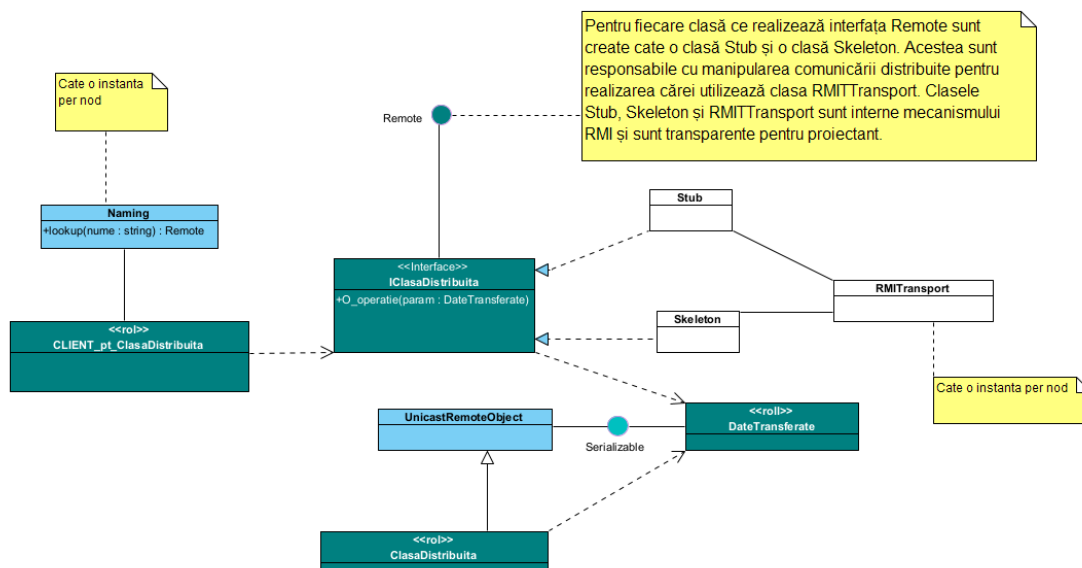 Pentru fiecare clasă ce realizează interfața Remote sunt
create cate o clasă Stub și o clasă Skeleton. Acestea sunt
responsabile cu manipularea comunicării distribuite pentru
realizarea cărei utilizează clasa RMITTransport. Clasele
Stub, Skeleton și RMITTransport sunt interne mecanismului
RMI și sunt transparente pentru proiectant.
Cate o instanta
per nod
Remote
Naming
+lookup(nume : string) : Remote
Stub
<<Interface>>
IClasaDistribuita
+O_operatie(param : DateTransferate)
RMITransport
Skeleton
<<rol>>
CLIENT_pt_ClasaDistribuita
Cate o instanta per nod
UnicastRemoteObject
Serializable
<<roll>>
DateTransferate
<<rol>>
ClasaDistribuita